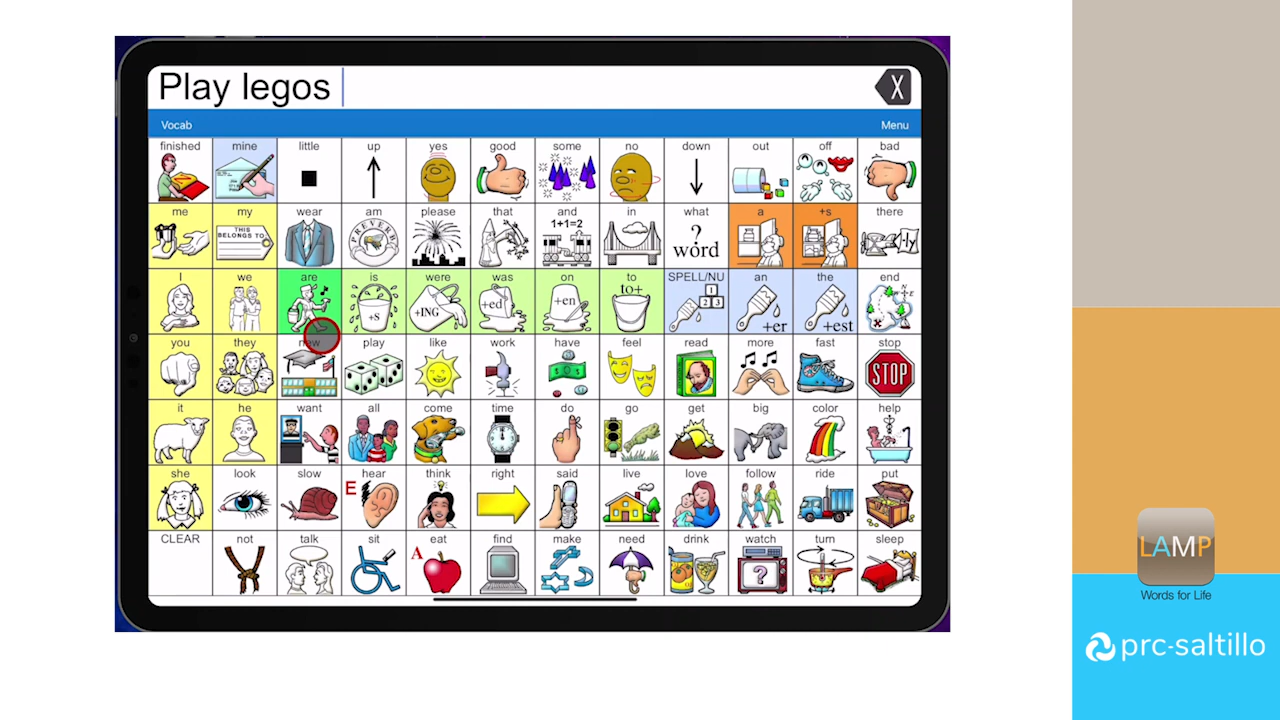 Play legos
X
Vocab Menu
finished mine little up yes good some no down out off bad
me my wear am please that and in what a +s there
THIS BELONGS TO PREFERRED 1+1=2 ? word -ly
I we are is were was on to SPELL/NU an the end
+S +ING +ed +en to+ 1 2 3 +er +est N
you they new play like work have feel read more fast stop
STOP
it he want all come time do go get big color help
she look slow hear think right said live love follow ride put
E
CLEAR not talk sit eat find make need drink watch turn sleep
A ?
LAMP
Words for Life
prc-saltillo